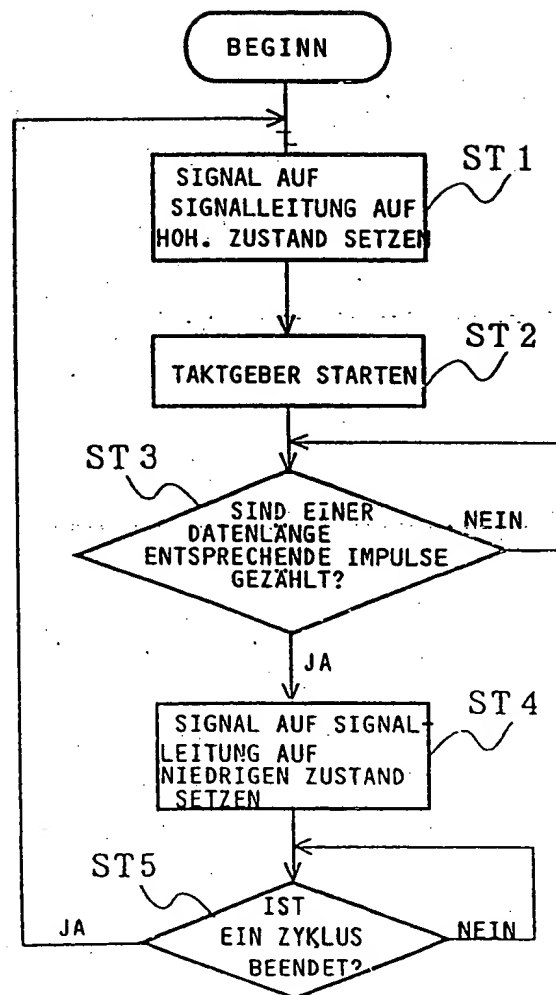 BEGINN
SIGNAL AUF
SIGNALLEITUNG AUF
HOH. ZUSTAND SETZEN
ST 1
TAKTGEBER STARTEN
ST 2
ST 3
SIND EINER
DATENLÄNGE
ENTSPRECHENDE IMPULSE
GEZÄHLT?
NEIN
JA
SIGNAL AUF SIGNAL-
LEITUNG AUF
NIEDRIGEN ZUSTAND
SETZEN
ST 4
ST5
IST
EIN ZYKLUS
BEENDET?
JA
NEIN